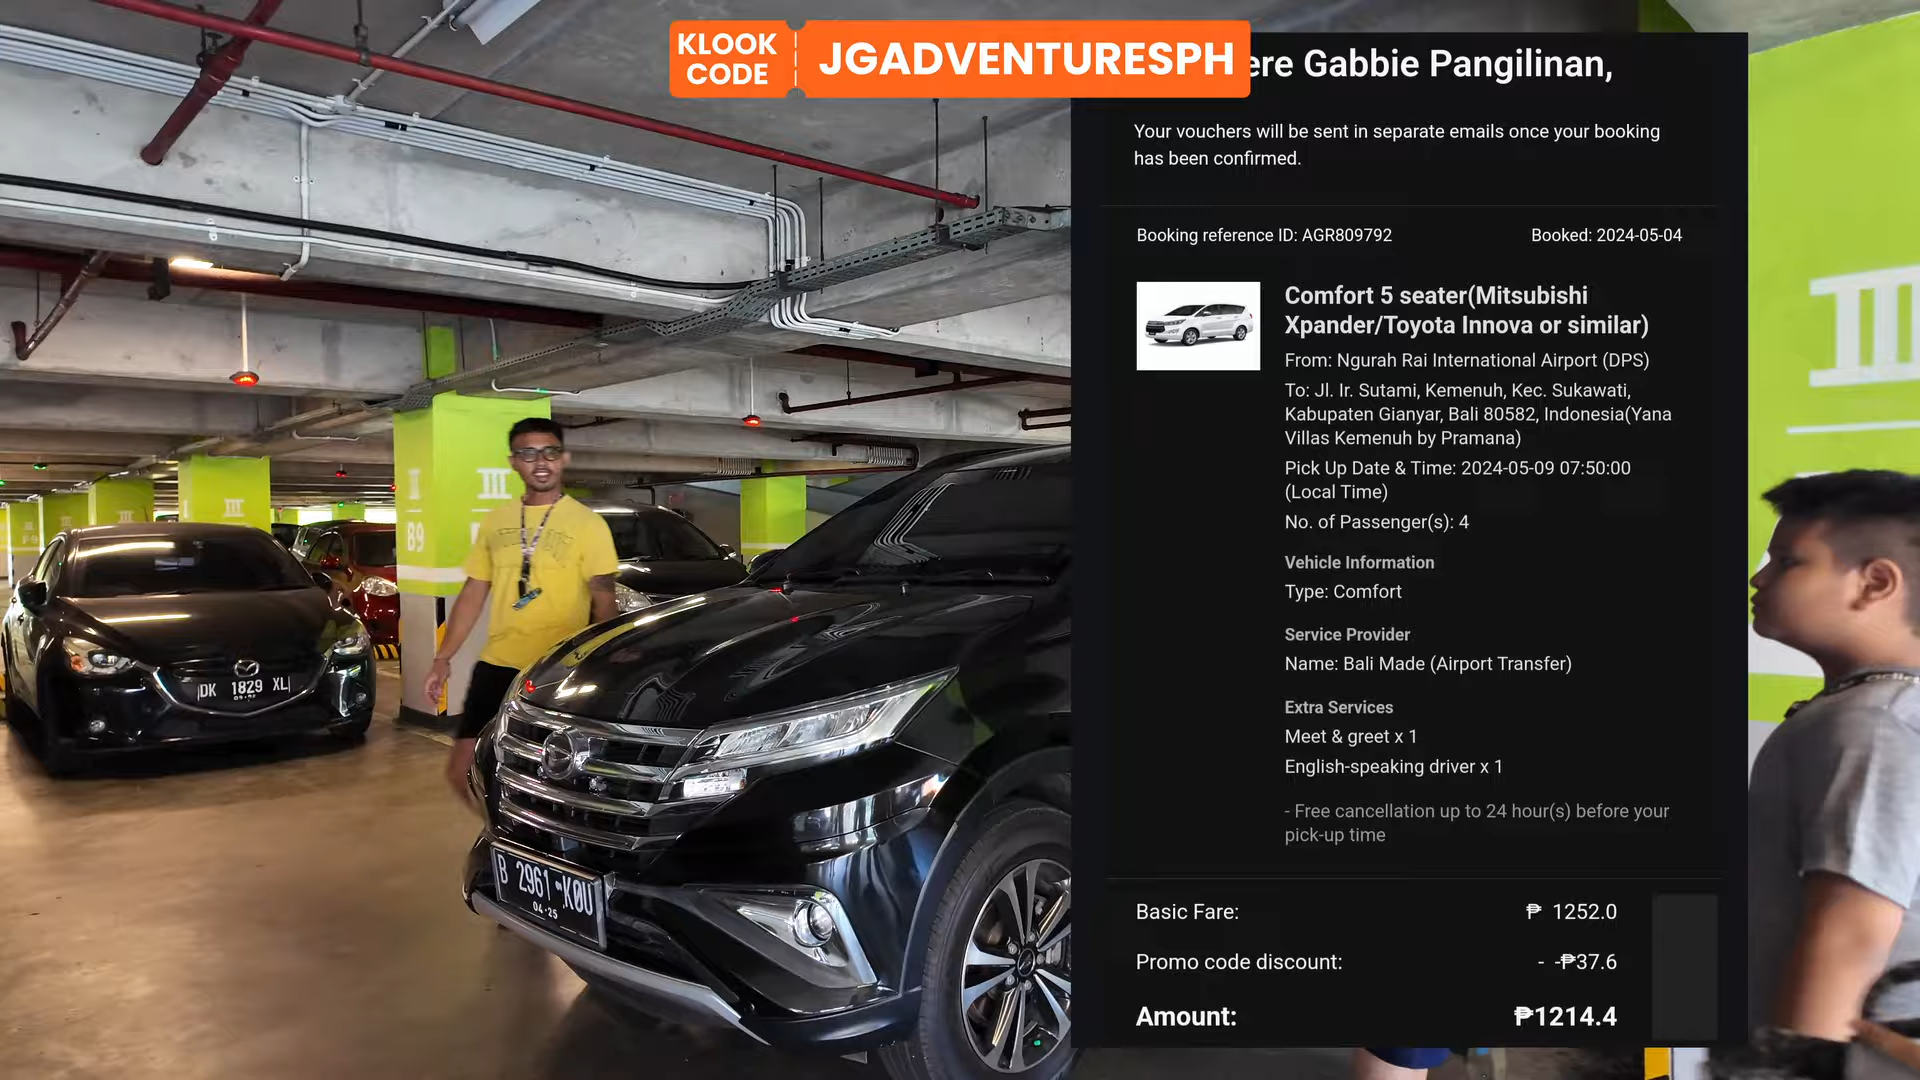 KLOOK
CODE
JGADVENTURESPH
ere Gabbie Pangilinan,
Your vouchers will be sent in separate emails once your booking
has been confirmed.
Booking reference ID: AGR809792
Booked: 2024-05-04
Comfort 5 seater(Mitsubishi
Xpander/Toyota Innova or similar)
From: Ngurah Rai International Airport (DPS)
To: Jl. Ir. Sutami, Kemenuh, Kec. Sukawati,
Kabupaten Gianyar, Bali 80582, Indonesia(Yana
Villas Kemenuh by Pramana)
Pick Up Date & Time: 2024-05-09 07:50:00
(Local Time)
No. of Passenger(s): 4
Vehicle Information
Type: Comfort
Service Provider
Name: Bali Made (Airport Transfer)
Extra Services
Meet & greet x 1
English-speaking driver x 1
- Free cancellation up to 24 hour(s) before your
pick-up time
Basic Fare: ₱ 1252.0
Promo code discount: - -₱37.6
Amount: ₱1214.4
III
III
III
B9
DK 1829 XL
B 2961 KOU
04·25